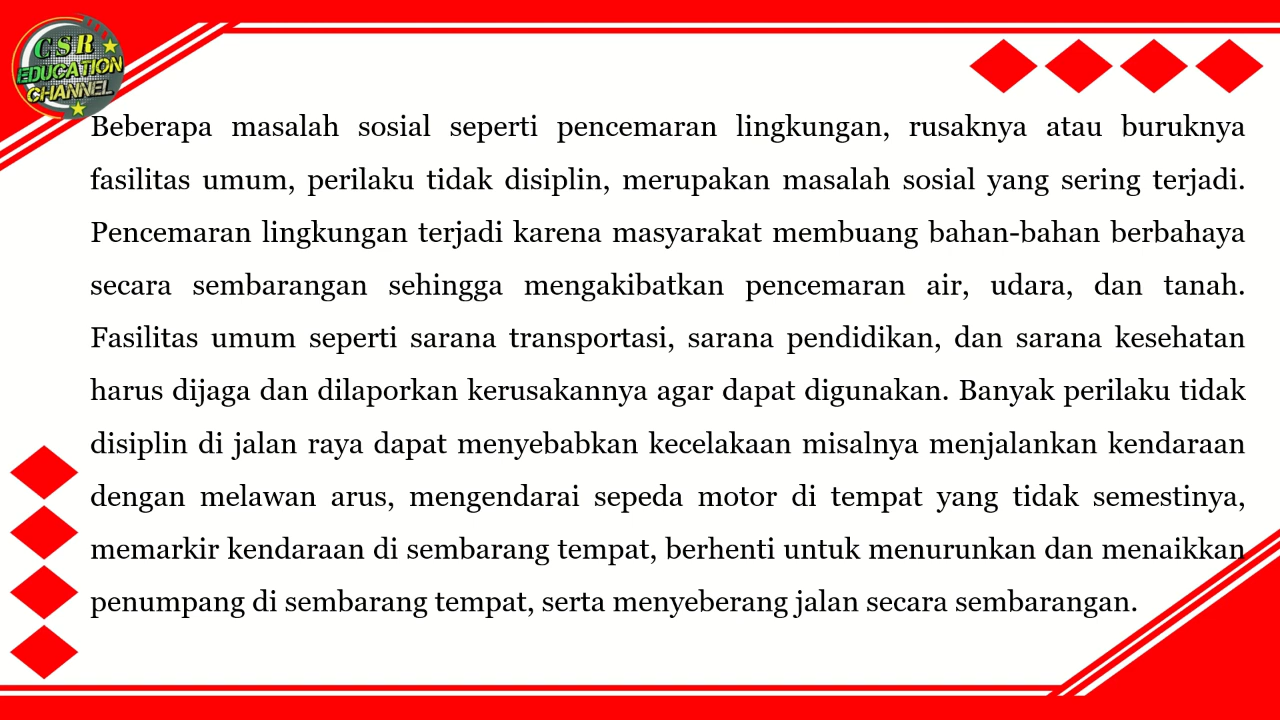 CSR
EDUCATION
CHANNEL
Beberapa masalah sosial seperti pencemaran lingkungan, rusaknya atau buruknya
fasilitas umum, perilaku tidak disiplin, merupakan masalah sosial yang sering terjadi.
Pencemaran lingkungan terjadi karena masyarakat membuang bahan-bahan berbahaya
secara sembarangan sehingga mengakibatkan pencemaran air, udara, dan tanah.
Fasilitas umum seperti sarana transportasi, sarana pendidikan, dan sarana kesehatan
harus dijaga dan dilaporkan kerusakannya agar dapat digunakan. Banyak perilaku tidak
disiplin di jalan raya dapat menyebabkan kecelakaan misalnya menjalankan kendaraan
dengan melawan arus, mengendarai sepeda motor di tempat yang tidak semestinya,
memarkir kendaraan di sembarang tempat, berhenti untuk menurunkan dan menaikkan
penumpang di sembarang tempat, serta menyeberang jalan secara sembarangan.